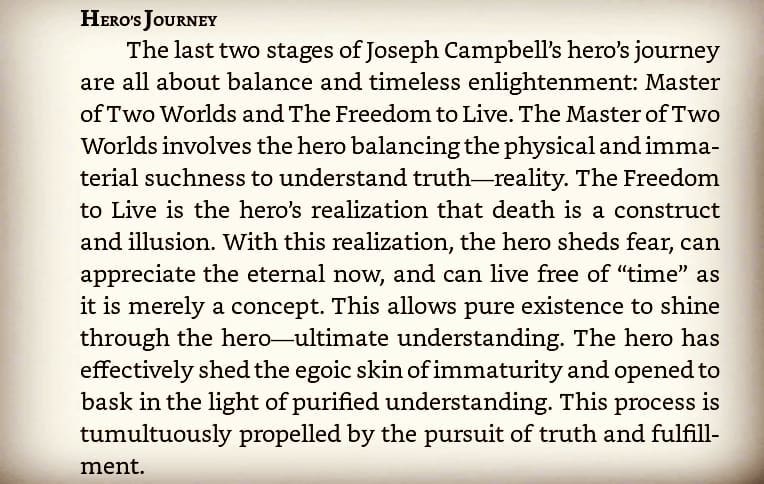 Hero's Journey
The last two stages of Joseph Campbell's hero's journey
are all about balance and timeless enlightenment: Master
of Two Worlds and The Freedom to Live. The Master of Two
Worlds involves the hero balancing the physical and imma-
terial suchness to understand truth—reality. The Freedom
to Live is the hero's realization that death is a construct
and illusion. With this realization, the hero sheds fear, can
appreciate the eternal now, and can live free of “time” as
it is merely a concept. This allows pure existence to shine
through the hero—ultimate understanding. The hero has
effectively shed the egoic skin of immaturity and opened to
bask in the light of purified understanding. This process is
tumultuously propelled by the pursuit of truth and fulfill-
ment.